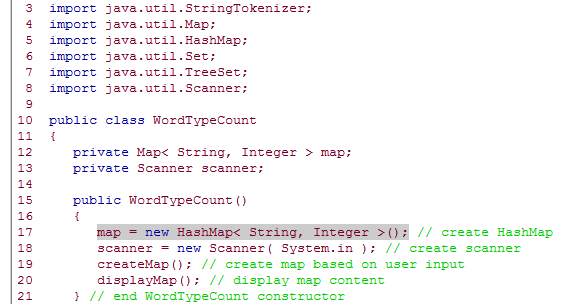 3 import java.util.StringTokenizer;
4 import java.util.Map;
5 import java.util.HashMap;
6 import java.util.Set;
7 import java.util.TreeSet;
8 import java.util.Scanner;
9
10 public class WordTypeCount
11 {
12 private Map< String, Integer > map;
13 private Scanner scanner;
14
15 public WordTypeCount()
16 {
17 map = new HashMap< String, Integer >(); // create HashMap
18 scanner = new Scanner( System.in ); // create scanner
19 createMap(); // create map based on user input
20 displayMap(); // display map content
21 } // end WordTypeCount constructor